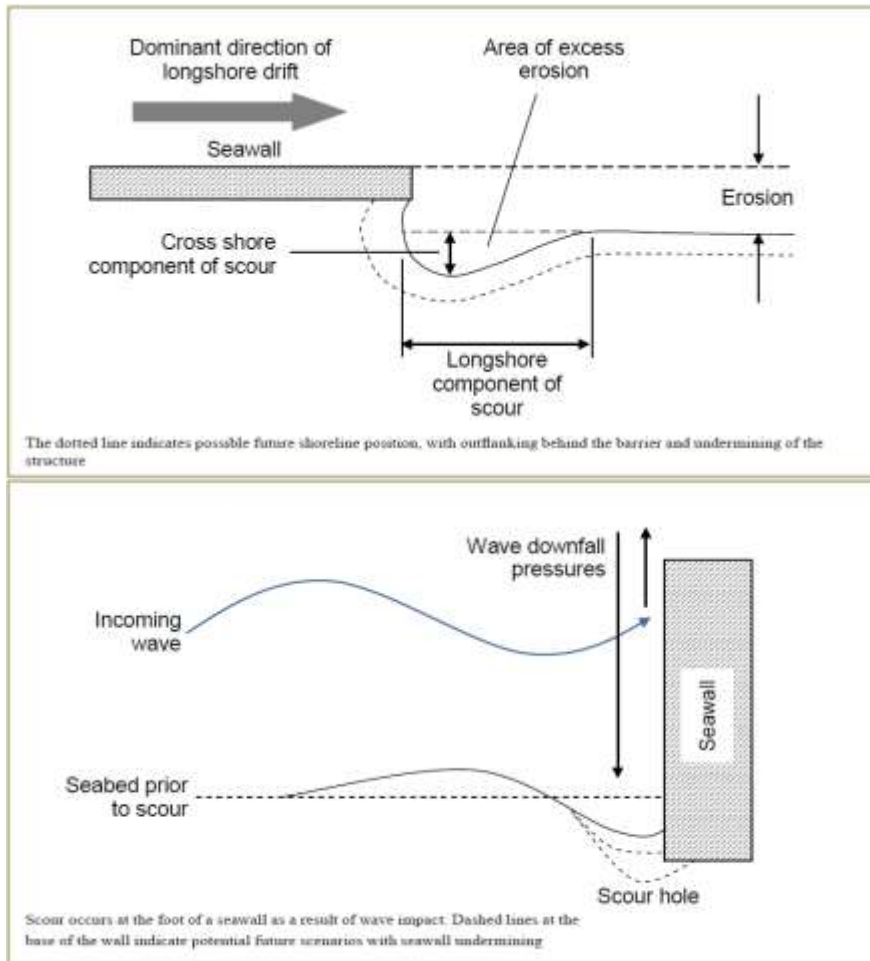 Dominant direction of
longshore drift
Area of excess
erosion
Seawall
Erosion
Cross shore
component of scour
Longshore
component of
scour
The dotted line indicates possible future shoreline position, with outflanking behind the barrier and undermining of the
structure
Wave downfall
pressures
Incoming
wave
Seawall
Seabed prior
to scour
Scour hole
Scour occurs at the foot of a seawall as a result of wave impact. Dashed lines at the
base of the wall indicate potential future scenarios with seawall undermining